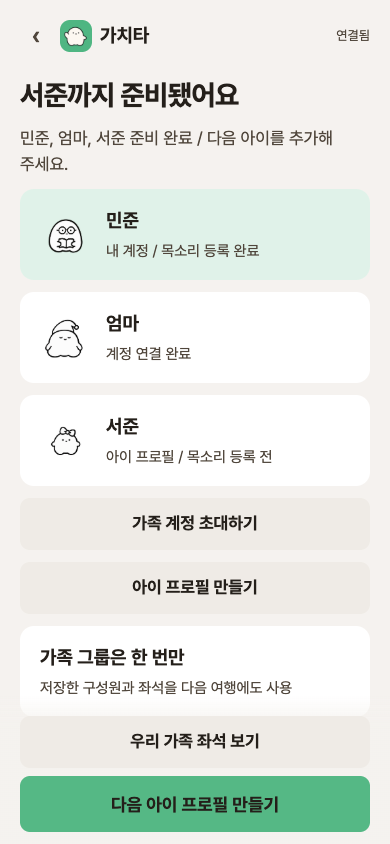 가치타
연결됨
서준까지 준비됐어요
민준, 엄마, 서준 준비 완료 / 다음 아이를 추가해
주세요.
민준
내 계정 / 목소리 등록 완료
엄마
계정 연결 완료
서준
아이 프로필 / 목소리 등록 전
가족 계정 초대하기
아이 프로필 만들기
가족 그룹은 한 번만
저장한 구성원과 좌석을 다음 여행에도 사용
우리 가족 좌석 보기
다음 아이 프로필 만들기